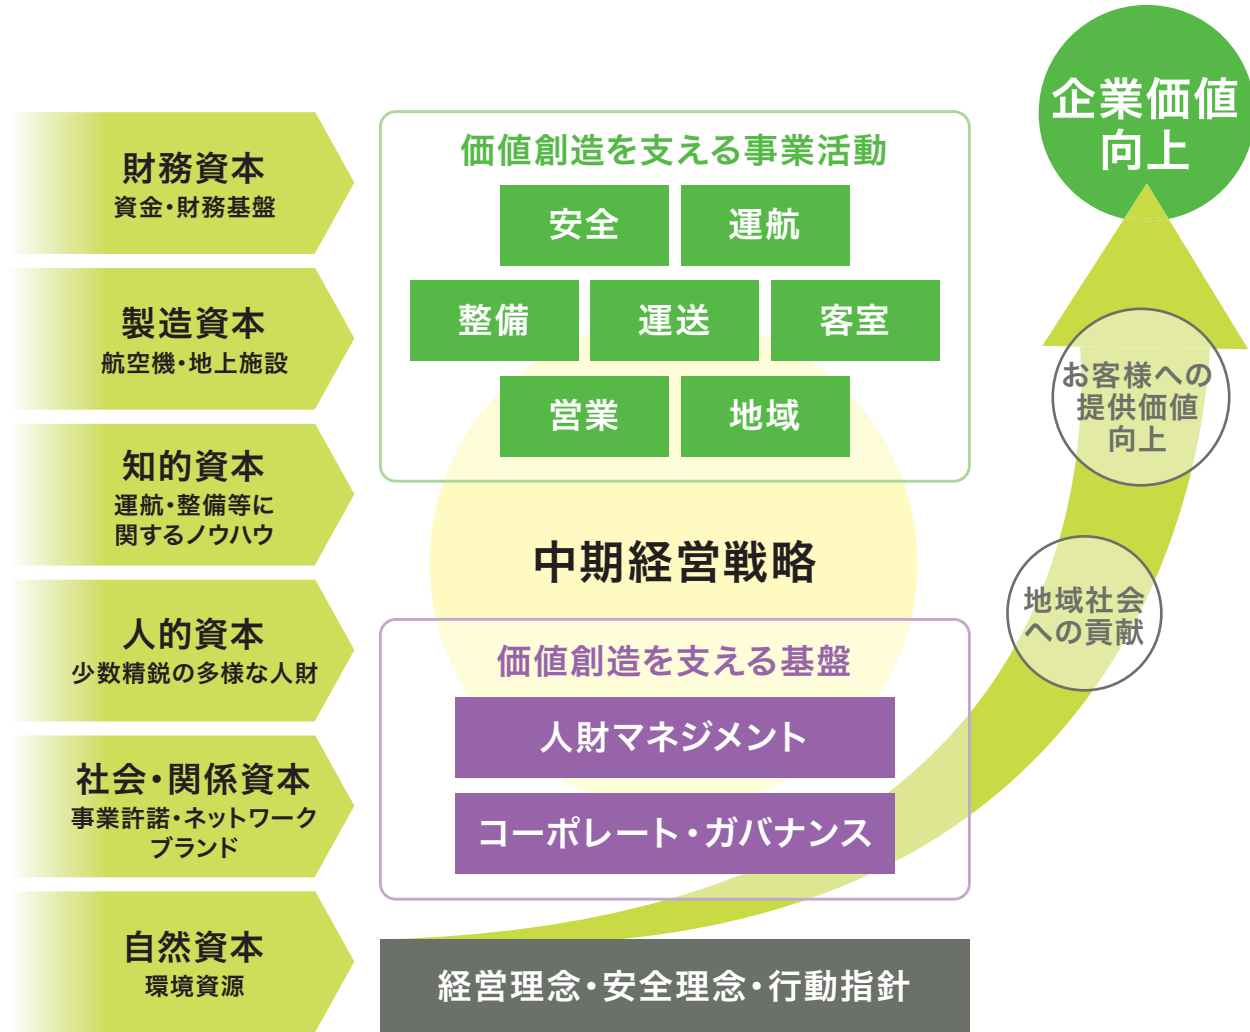 財務資本
資金・財務基盤
製造資本
航空機・地上施設
知的資本
運航・整備等に
関するノウハウ
人的資本
少数精鋭の多様な人財
社会・関係資本
事業許諾・ネットワーク
ブランド
自然資本
環境資源
価値創造を支える事業活動
安全
運航
整備
運送
客室
営業
地域
中期経営戦略
価値創造を支える基盤
人財マネジメント
コーポレート・ガバナンス
経営理念・安全理念・行動指針
企業価値
向上
お客様への
提供価値
向上
地域社会
への貢献